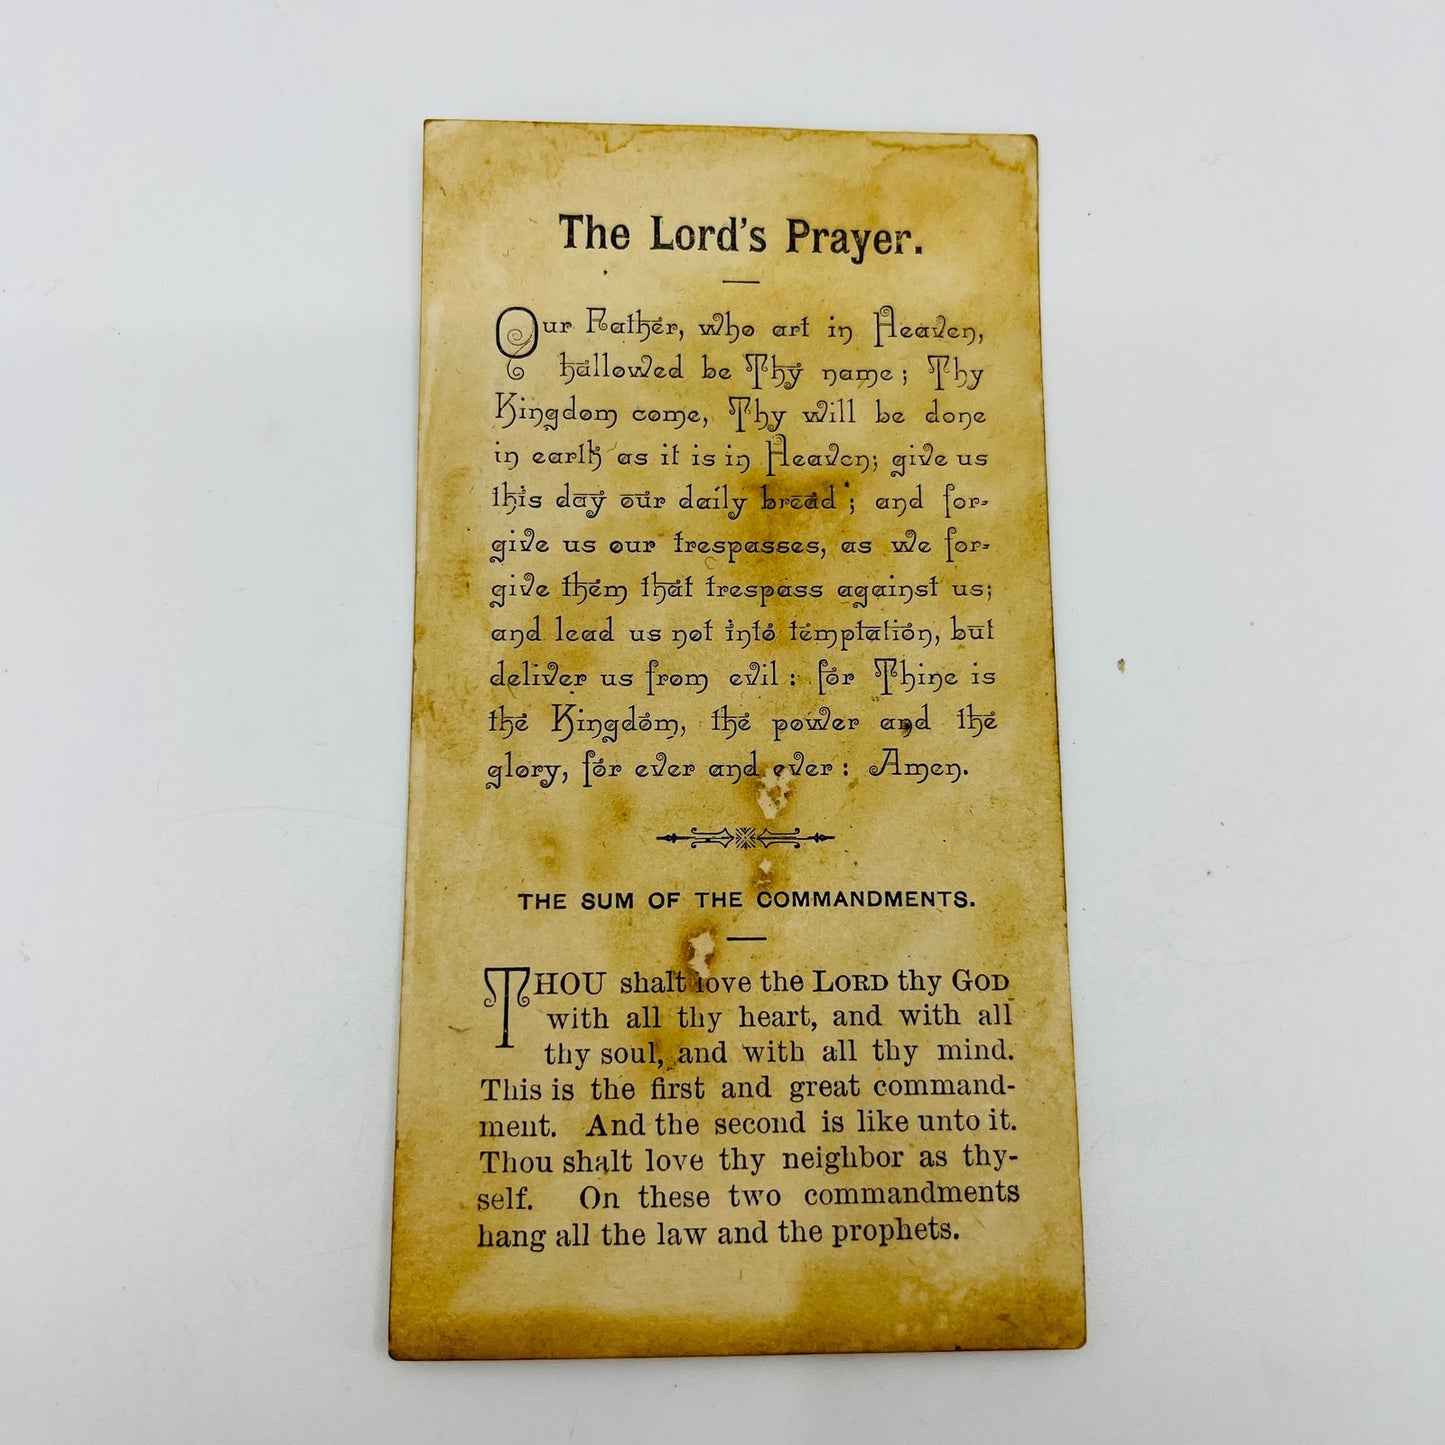 The Lord's Prayer.
Our Father, who art in Heaven,
hallowed be Thy name; Thy
Kingdom come, Thy will be done
in earth as it is in Heaven; give us
this day our daily bread; and for-
give us our trespasses, as we for-
give them that trespass against us;
and lead us not into temptation, but
deliver us from evil: for Thine is
the Kingdom, the power and the
glory, for ever and ever: Amen.
THE SUM OF THE COMMANDMENTS.
THOU shalt love the LORD thy GOD
with all thy heart, and with all
thy soul, and with all thy mind.
This is the first and great command-
ment. And the second is like unto it.
Thou shalt love thy neighbor as thy-
self. On these two commandments
hang all the law and the prophets.